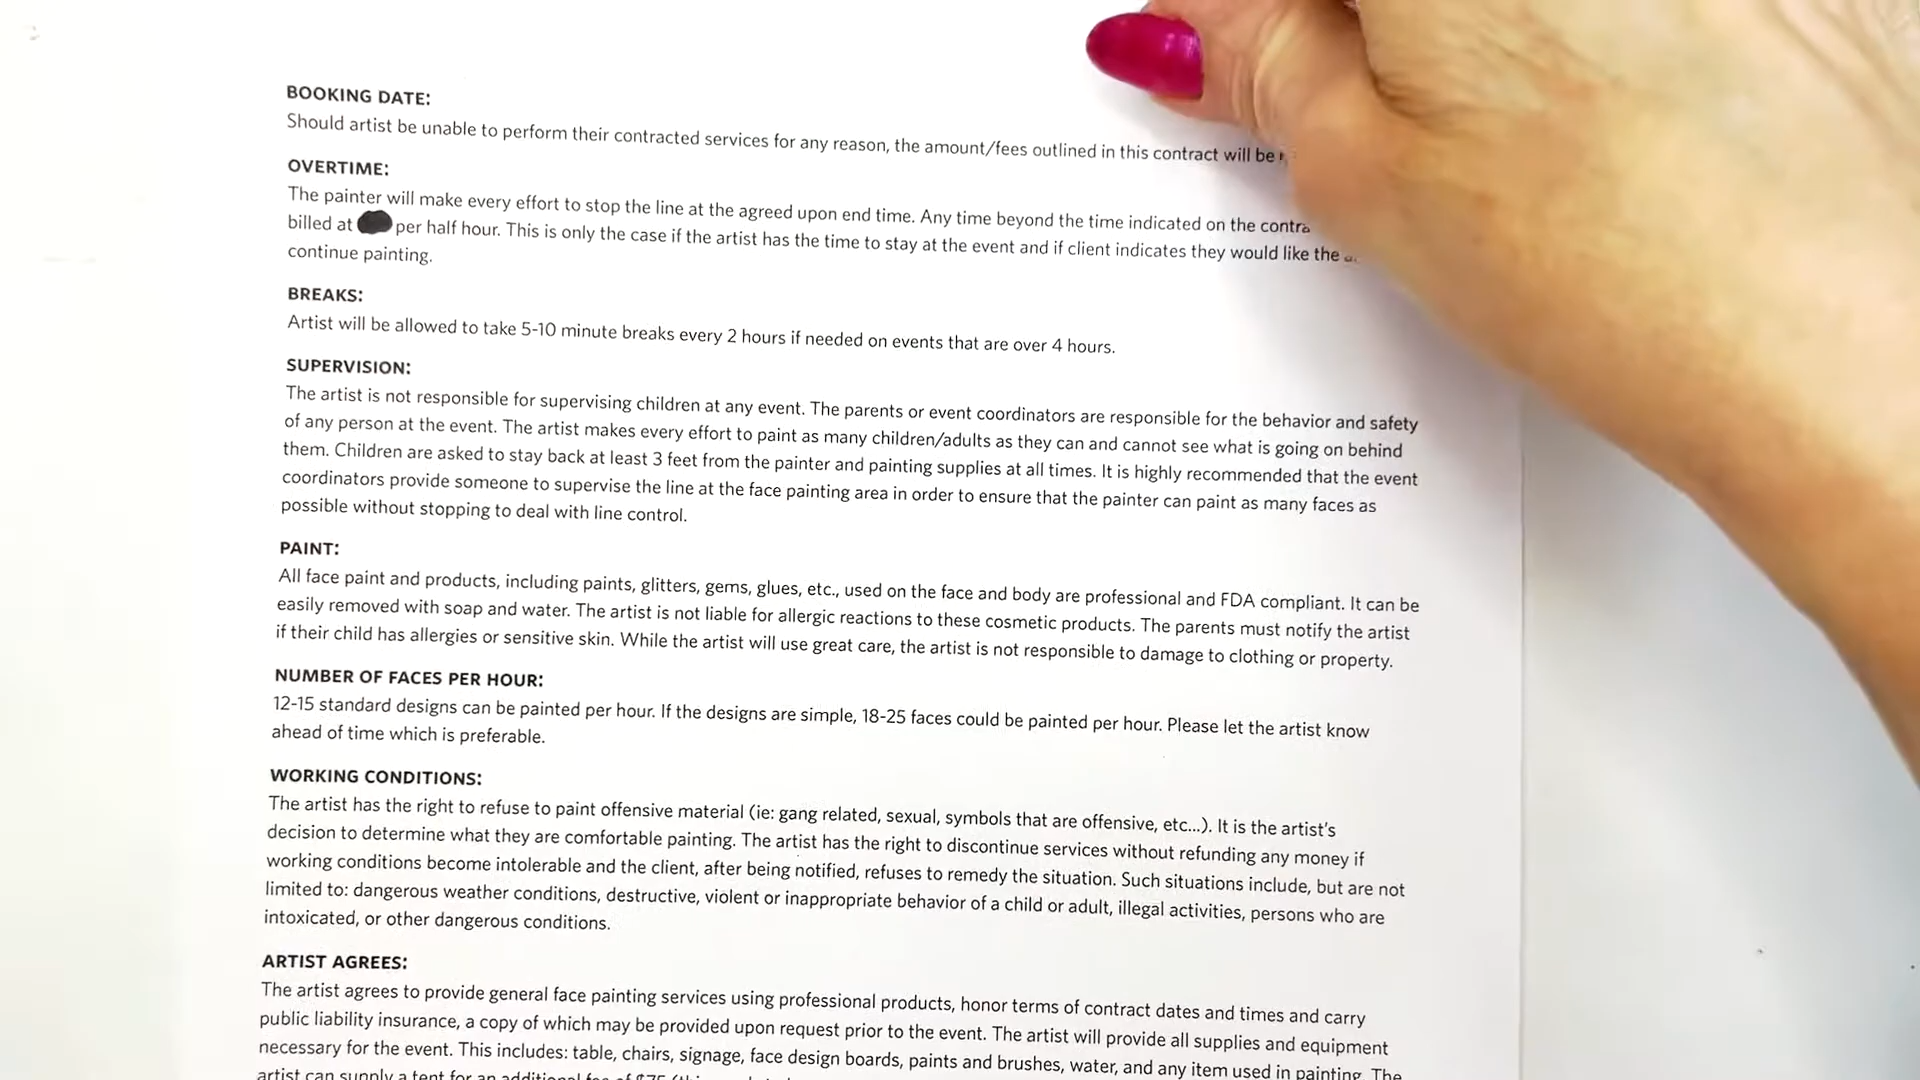 BOOKING DATE:
Should artist be unable to perform their contracted services for any reason, the amount/fees outlined in this contract will be
OVERTIME:
The painter will make every effort to stop the line at the agreed upon end time. Any time beyond the time indicated on the
billed at per half hour. This is only the case if the artist has the time to stay at the event and if client indicates they would like the
continue painting.
BREAKS:
Artist will be allowed to take 5-10 minute breaks every 2 hours if needed on events that are over 4 hours.
SUPERVISION:
The artist is not responsible for supervising children at any event. The parents or event coordinators are responsible for the behavior and safety
of any person at the event. The artist makes every effort to paint as many children/adults as they can and cannot see what is going on behind
them. Children are asked to stay back at least 3 feet from the painter and painting supplies at all times. It is highly recommended that the event
coordinators provide someone to supervise the line at the face painting area in order to ensure that the painter can paint as many faces as
possible without stopping to deal with line control.
PAINT:
All face paint and products, including paints, glitters, gems, glues, etc., used on the face and body are professional and FDA compliant. It can be
easily removed with soap and water. The artist is not liable for allergic reactions to these cosmetic products. The parents must notify the artist
if their child has allergies or sensitive skin. While the artist will use great care, the artist is not responsible to damage to clothing or property.
NUMBER OF FACES PER HOUR:
12-15 standard designs can be painted per hour. If the designs are simple, 18-25 faces could be painted per hour. Please let the artist know
ahead of time which is preferable.
WORKING CONDITIONS:
The artist has the right to refuse to paint offensive material (ie: gang related, sexual, symbols that are offensive, etc...). It is the artist's
decision to determine what they are comfortable painting. The artist has the right to discontinue services without refunding any money if
working conditions become intolerable and the client, after being notified, refuses to remedy the situation. Such situations include, but are not
limited to: dangerous weather conditions, destructive, violent or inappropriate behavior of a child or adult, illegal activities, persons who are
intoxicated, or other dangerous conditions.
ARTIST AGREES:
The artist agrees to provide general face painting services using professional products, honor terms of contract dates and times and carry
public liability insurance, a copy of which may be provided upon request prior to the event. The artist will provide all supplies and equipment
necessary for the event. This includes: table, chairs, signage, face design boards, paints and brushes, water, and any item used in painting. The
artist can supply a tent for an additional fee of $75